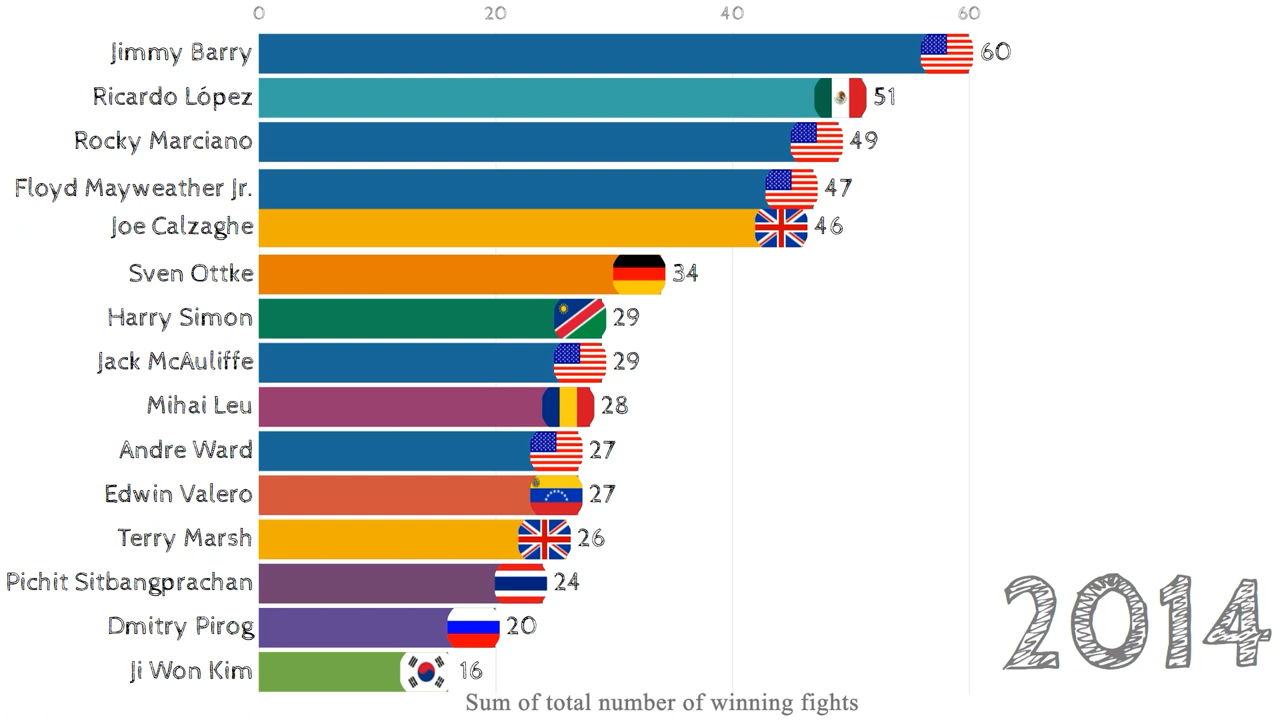 0 20 40 60
Jimmy Barry 60
Ricardo López 51
Rocky Marciano 49
Floyd Mayweather Jr. 47
Joe Calzaghe 46
Sven Ottke 34
Harry Simon 29
Jack McAuliffe 29
Mihai Leu 28
Andre Ward 27
Edwin Valero 27
Terry Marsh 26
Pichit Sitbangprachan 24
Dmitry Pirog 20
Ji Won Kim 16
2014
Sum of total number of winning fights